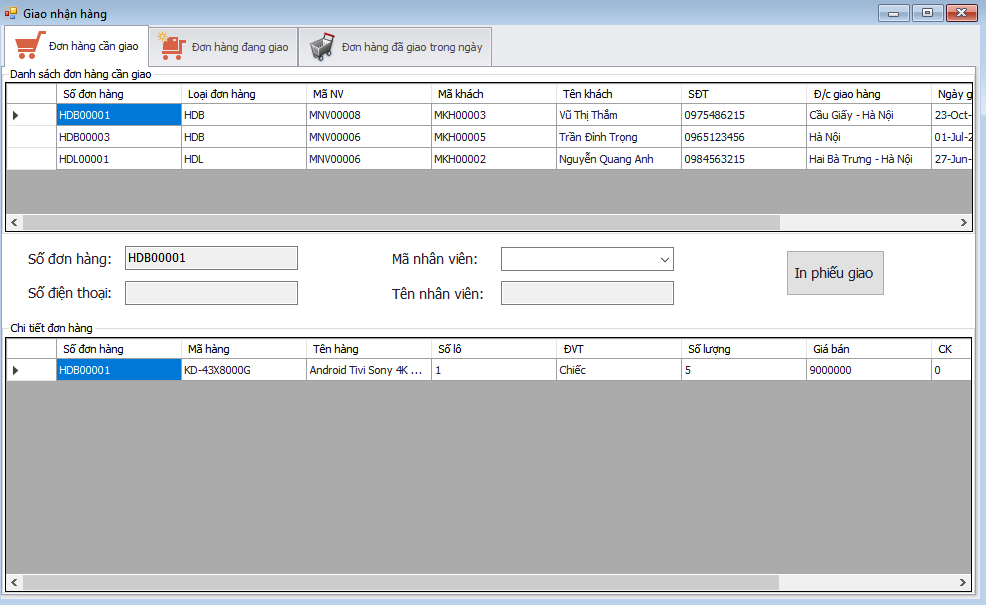 Giao nhận hàng
Đơn hàng cần giao Đơn hàng đang giao Đơn hàng đã giao trong ngày
Danh sách đơn hàng cần giao
Số đơn hàng Loại đơn hàng Mã NV Mã khách Tên khách SĐT Đ/c giao hàng Ngày g
HDB00001 HDB MNV00008 MKH00003 Vũ Thị Thắm 0975486215 Cầu Giấy - Hà Nội 23-Oct-
HDB00003 HDB MNV00006 MKH00005 Trần Đình Trọng 0965123456 Hà Nội 01-Jul-2
HDL00001 HDL MNV00006 MKH00002 Nguyễn Quang Anh 0984563215 Hai Bà Trưng - Hà Nội 27-Jun-
Số đơn hàng: HDB00001 Mã nhân viên:
In phiếu giao
Số điện thoại: Tên nhân viên:
Chi tiết đơn hàng
Số đơn hàng Mã hàng Tên hàng Số lô ĐVT Số lượng Giá bán CK
HDB00001 KD-43X8000G Android Tivi Sony 4K ... 1 Chiếc 5 9000000 0